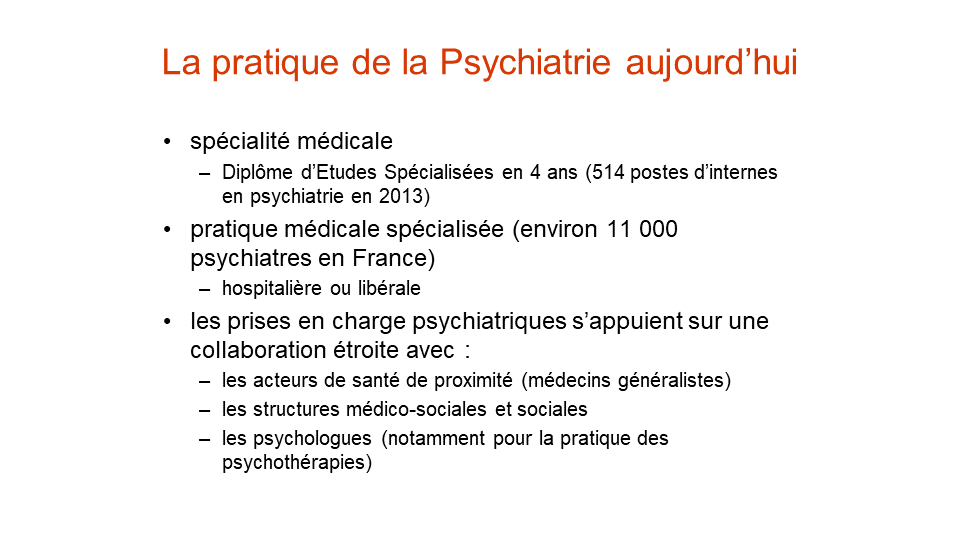 La pratique de la Psychiatrie aujourd’hui
• spécialité médicale
– Diplôme d’Etudes Spécialisées en 4 ans (514 postes d’internes
en psychiatrie en 2013)
• pratique médicale spécialisée (environ 11 000
psychiatres en France)
– hospitalière ou libérale
• les prises en charge psychiatriques s’appuient sur une
collaboration étroite avec :
– les acteurs de santé de proximité (médecins généralistes)
– les structures médico-sociales et sociales
– les psychologues (notamment pour la pratique des
psychothérapies)